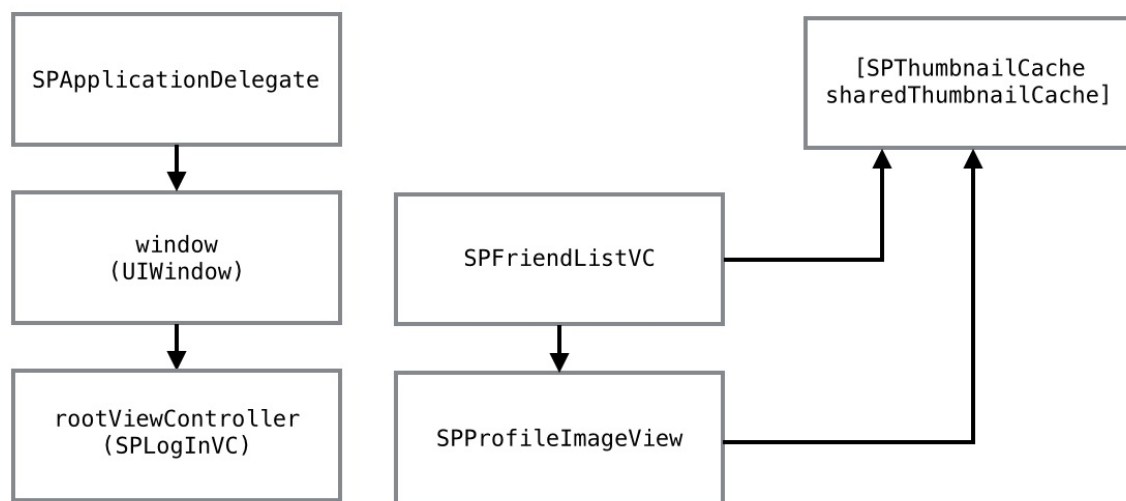 SPApplicationDelegate
window
(UIWindow)
rootViewController
(SPLogInVC)
SPFriendListVC
SPProfileImageView
[SPThumbnailCache
sharedThumbnailCache]